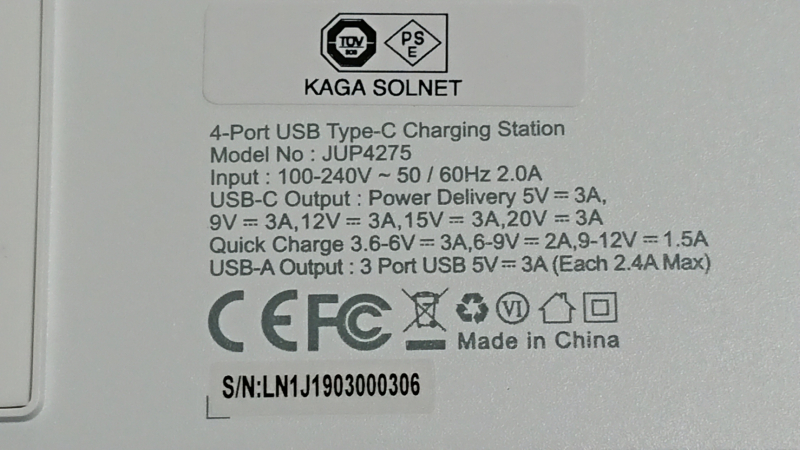 TÜV
PS
E
KAGA SOLNET
4-Port USB Type-C Charging Station
Model No : JUP4275
Input : 100-240V ~ 50 / 60Hz 2.0A
USB-C Output : Power Delivery 5V⎓3A,
9V⎓3A,12V⎓3A,15V⎓3A,20V⎓3A
Quick Charge 3.6-6V⎓3A,6-9V⎓2A,9-12V⎓1.5A
USB-A Output : 3 Port USB 5V⎓3A (Each 2.4A Max)
CE FC VI
Made in China
S/N:LN1J1903000306